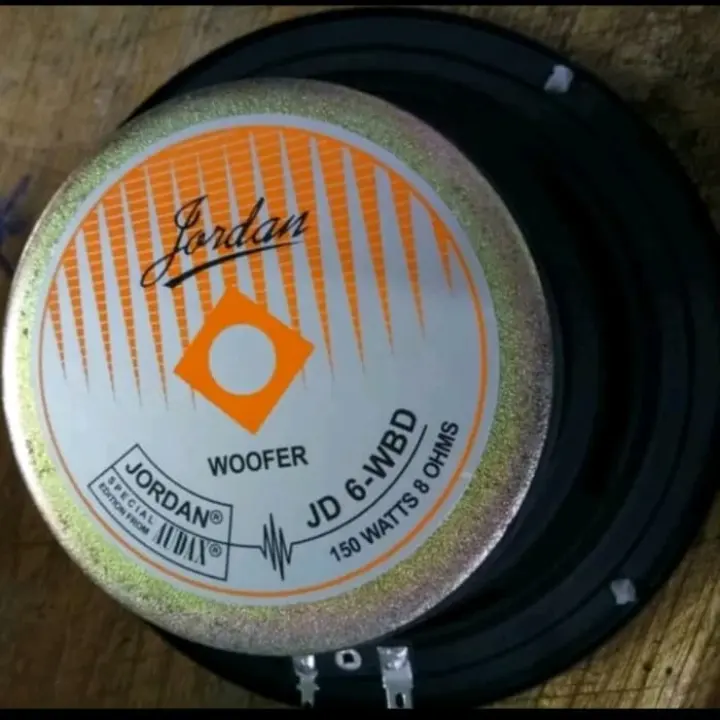 Jordan
WOOFER
JD 6-WBD
150 WATTS 8 OHMS
JORDAN®
SPECIAL
EDITION FROM AUDAX®